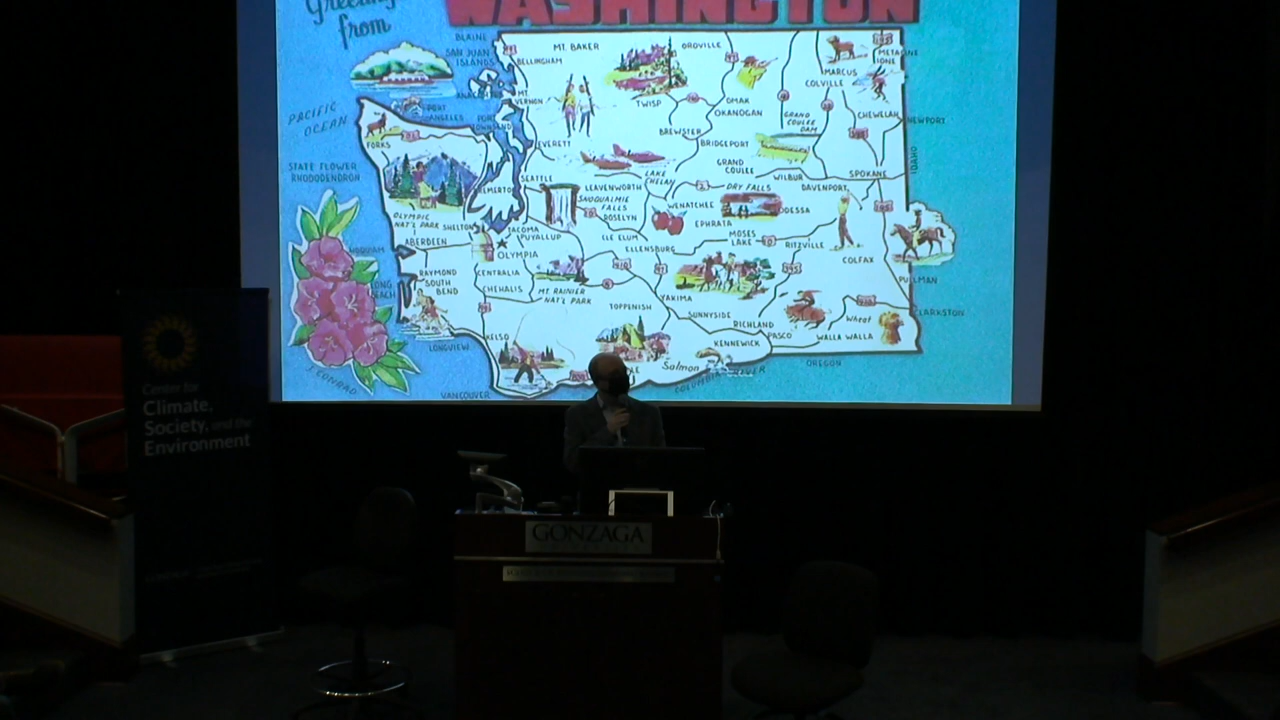 Greetings
from
WASHINGTON
BLAINE
SAN JUAN
ISLANDS
BELLINGHAM
MT. BAKER
OROVILLE
METALINE
IONE
MARCUS
COLVILLE
MT.
VERNON
TWISP
OMAK
OKANOGAN
GRAND
COULEE
DAM
CHEWELAH
NEWPORT
PACIFIC
OCEAN
PORT
ANGELES
PORT
TOWNSEND
FORKS
BREWSTER
BRIDGEPORT
EVERETT
GRAND
COULEE
IDAHO
STATE FLOWER
RHODODENDRON
LAKE
CHELAN
WILBUR
SPOKANE
SEATTLE
LEAVENWORTH
DRY FALLS
DAVENPORT
BREMERTON
SNOQUALMIE
FALLS
ROSLYN
WENATCHEE
ODESSA
EPHRATA
OLYMPIC
NAT'L PARK
SHELTON
TACOMA
PUYALLUP
CLE ELUM
MOSES
LAKE
RITZVILLE
ABERDEEN
HOQUIAM
OLYMPIA
ELLENSBURG
COLFAX
RAYMOND
SOUTH
BEND
CENTRALIA
CHEHALIS
MT. RAINIER
NAT'L PARK
YAKIMA
PULLMAN
LONG
BEACH
TOPPENISH
SUNNYSIDE
RICHLAND
PASCO
Wheat
WALLA WALLA
CLARKSTON
LONGVIEW
KELSO
KENNEWICK
Salmon
COLUMBIA RIVER
OREGON
J. CONRAD
VANCOUVER
Center for
Climate,
Society, and the
Environment
GONZAGA